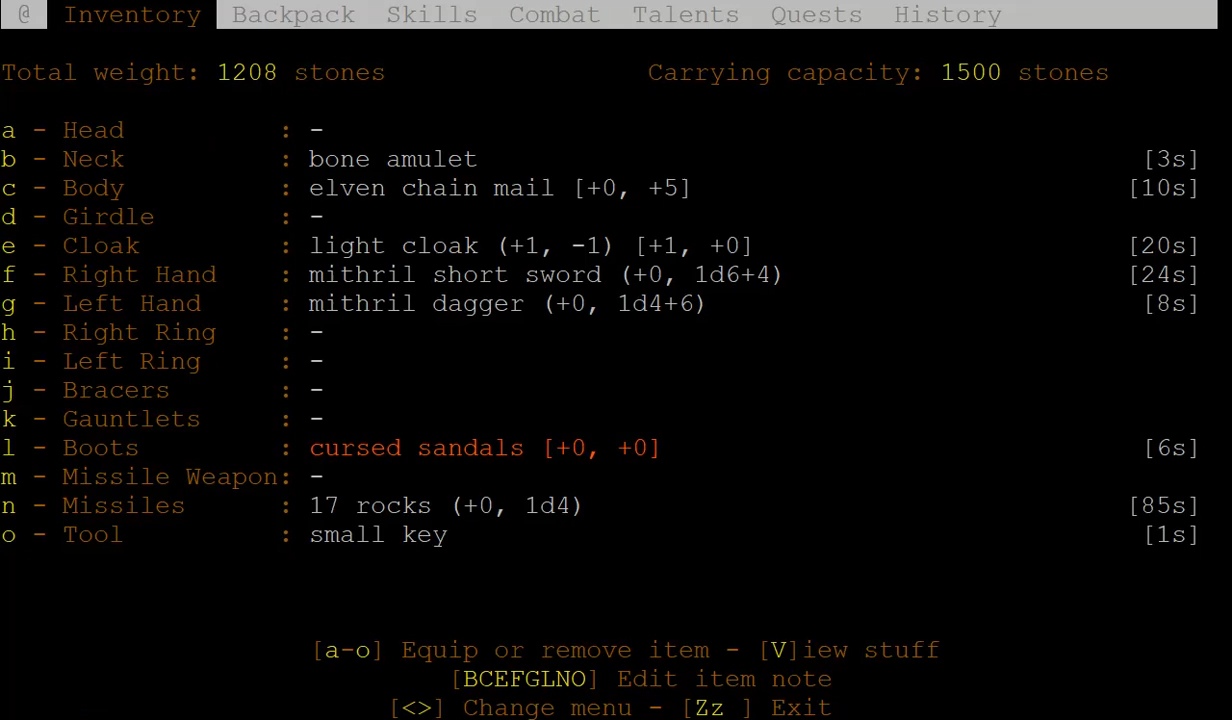 @ Inventory Backpack Skills Combat Talents Quests History
Total weight: 1208 stones Carrying capacity: 1500 stones
a - Head : -
b - Neck : bone amulet [3s]
c - Body : elven chain mail [+0, +5] [10s]
d - Girdle : -
e - Cloak : light cloak (+1, -1) [+1, +0] [20s]
f - Right Hand : mithril short sword (+0, 1d6+4) [24s]
g - Left Hand : mithril dagger (+0, 1d4+6) [8s]
h - Right Ring : -
i - Left Ring : -
j - Bracers : -
k - Gauntlets : -
l - Boots : cursed sandals [+0, +0] [6s]
m - Missile Weapon: -
n - Missiles : 17 rocks (+0, 1d4) [85s]
o - Tool : small key [1s]
[a-o] Equip or remove item - [V]iew stuff
[BCEFGLNO] Edit item note
[<>] Change menu - [Zz ] Exit